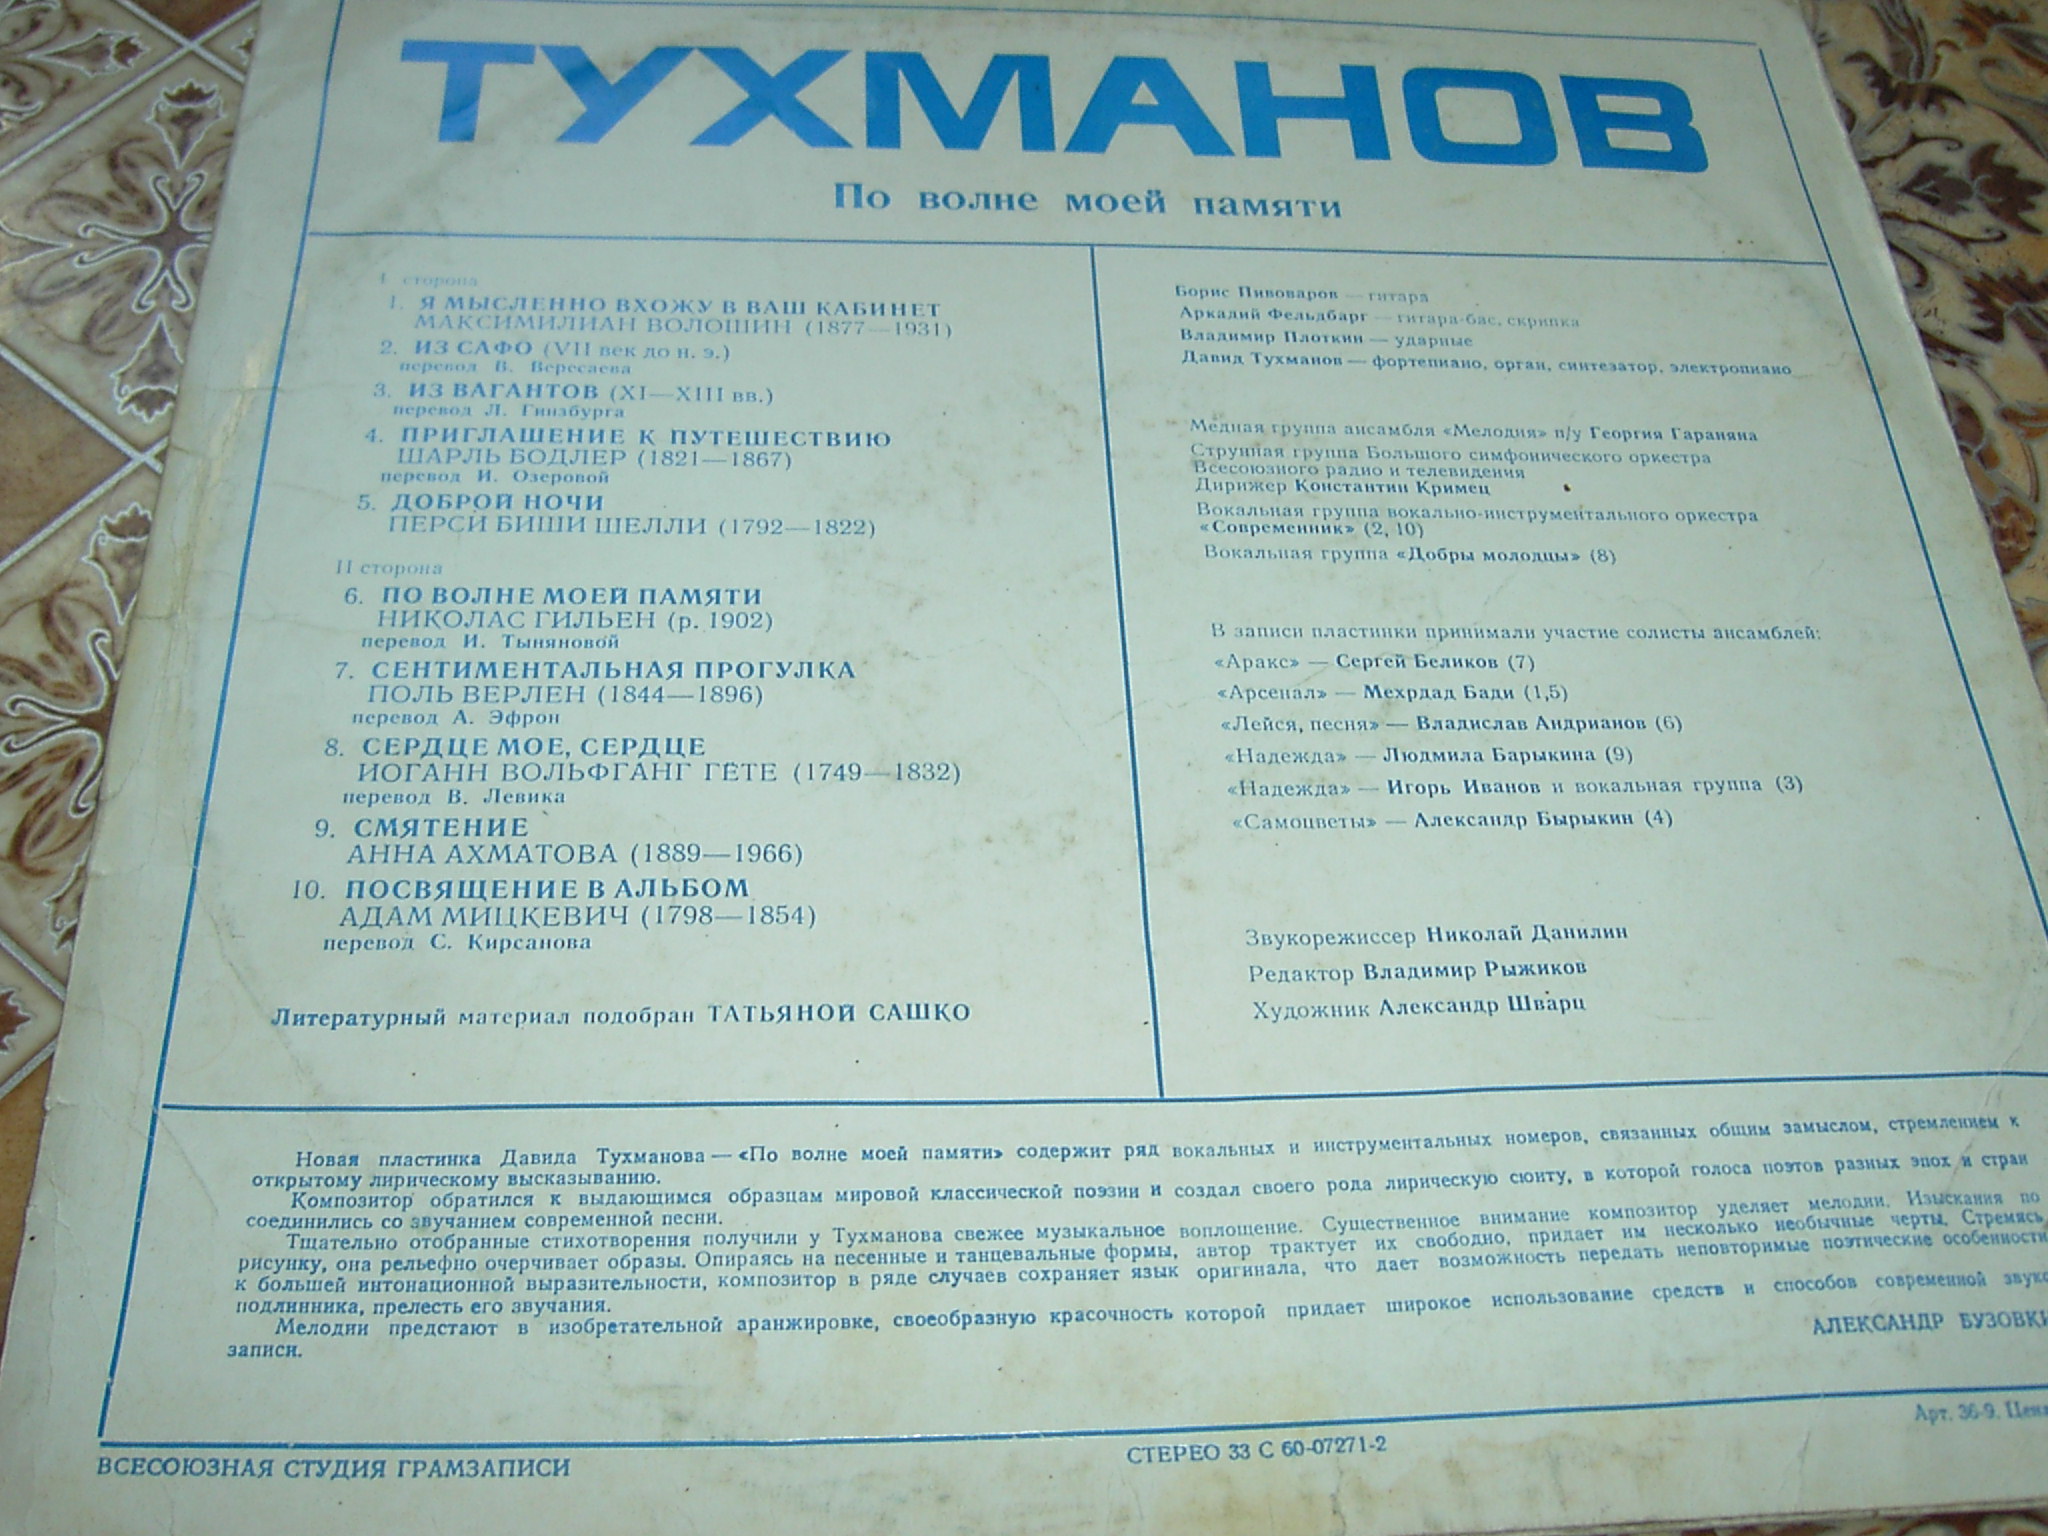 ТУХМАНОВ
По волне моей памяти
I сторона
1. Я МЫСЛЕННО ВХОЖУ В ВАШ КАБИНЕТ
МАКСИМИЛИАН ВОЛОШИН (1877—1931)
2. ИЗ САФО (VII век до н. э.)
перевод В. Вересаева
3. ИЗ ВАГАНТОВ (XI—XIII вв.)
перевод Л. Гинзбурга
4. ПРИГЛАШЕНИЕ К ПУТЕШЕСТВИЮ
ШАРЛЬ БОДЛЕР (1821—1867)
перевод И. Озеровой
5. ДОБРОЙ НОЧИ
ПЕРСИ БИШИ ШЕЛЛИ (1792—1822)
II сторона
6. ПО ВОЛНЕ МОЕЙ ПАМЯТИ
НИКОЛАС ГИЛЬЕН (р. 1902)
перевод И. Тыняновой
7. СЕНТИМЕНТАЛЬНАЯ ПРОГУЛКА
ПОЛЬ ВЕРЛЕН (1844—1896)
перевод А. Эфрон
8. СЕРДЦЕ МОЕ, СЕРДЦЕ
ИОГАНН ВОЛЬФГАНГ ГЁТЕ (1749—1832)
перевод В. Левика
9. СМЯТЕНИЕ
АННА АХМАТОВА (1889—1966)
10. ПОСВЯЩЕНИЕ В АЛЬБОМ
АДАМ МИЦКЕВИЧ (1798—1854)
перевод С. Кирсанова
Литературный материал подобран ТАТЬЯНОЙ САШКО
Борис Пивоваров — гитара
Аркадий Фельдбарг — гитара-бас, скрипка
Владимир Плоткин — ударные
Давид Тухманов — фортепиано, орган, синтезатор, электропиано
Медная группа ансамбля «Мелодия» п/у Георгия Гараняна
Струнная группа Большого симфонического оркестра
Всесоюзного радио и телевидения
Дирижер Константин Кримец
Вокальная группа вокально-инструментального оркестра
«Современник» (2, 10)
Вокальная группа «Добры молодцы» (8)
В записи пластинки принимали участие солисты ансамблей:
«Аракс» — Сергей Беликов (7)
«Арсенал» — Мехрдад Бади (1,5)
«Лейся, песня» — Владислав Андрианов (6)
«Надежда» — Людмила Барыкина (9)
«Надежда» — Игорь Иванов и вокальная группа (3)
«Самоцветы» — Александр Бырыкин (4)
Звукорежиссер Николай Данилин
Редактор Владимир Рыжиков
Художник Александр Шварц
Новая пластинка Давида Тухманова — «По волне моей памяти» содержит ряд вокальных и инструментальных номеров, связанных общим замыслом, стремлением к
открытому лирическому высказыванию.
Композитор обратился к выдающимся образцам мировой классической поэзии и создал своего рода лирическую сюиту, в которой голоса поэтов разных эпох и стран
соединились со звучанием современной песни.
Тщательно отобранные стихотворения получили у Тухманова свежее музыкальное воплощение. Существенное внимание композитор уделяет мелодии. Изыскания по
рисунку, она рельефно очерчивает образы. Опираясь на песенные и танцевальные формы, автор трактует их свободно, придает им несколько необычные черты. Стремясь
к большей интонационной выразительности, композитор в ряде случаев сохраняет язык оригинала, что дает возможность передать неповторимые поэтические особенности
подлинника, прелесть его звучания.
Мелодии предстают в изобретательной аранжировке, своеобразную красочность которой придает широкое использование средств и способов современной звуко
записи.
АЛЕКСАНДР БУЗОВКИ
ВСЕСОЮЗНАЯ СТУДИЯ ГРАМЗАПИСИ
СТЕРЕО 33 С 60-07271-2
Арт. 36-9. Цена